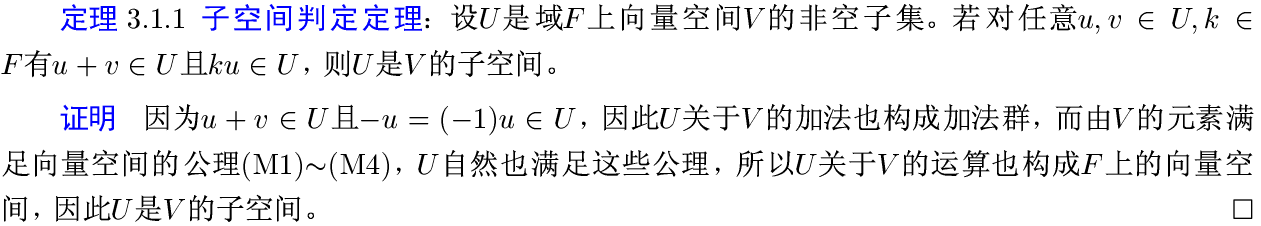 定理 3.1.1 子空间判定定理：设U是域F上向量空间V的非空子集。若对任意u, v ∈ U, k ∈
F有u + v ∈ U且ku ∈ U，则U是V的子空间。
证明 因为u + v ∈ U且−u = (−1)u ∈ U，因此U关于V的加法也构成加法群，而由V的元素满
足向量空间的公理(M1)~(M4)，U自然也满足这些公理，所以U关于V的运算也构成F上的向量空
间，因此U是V的子空间。 □